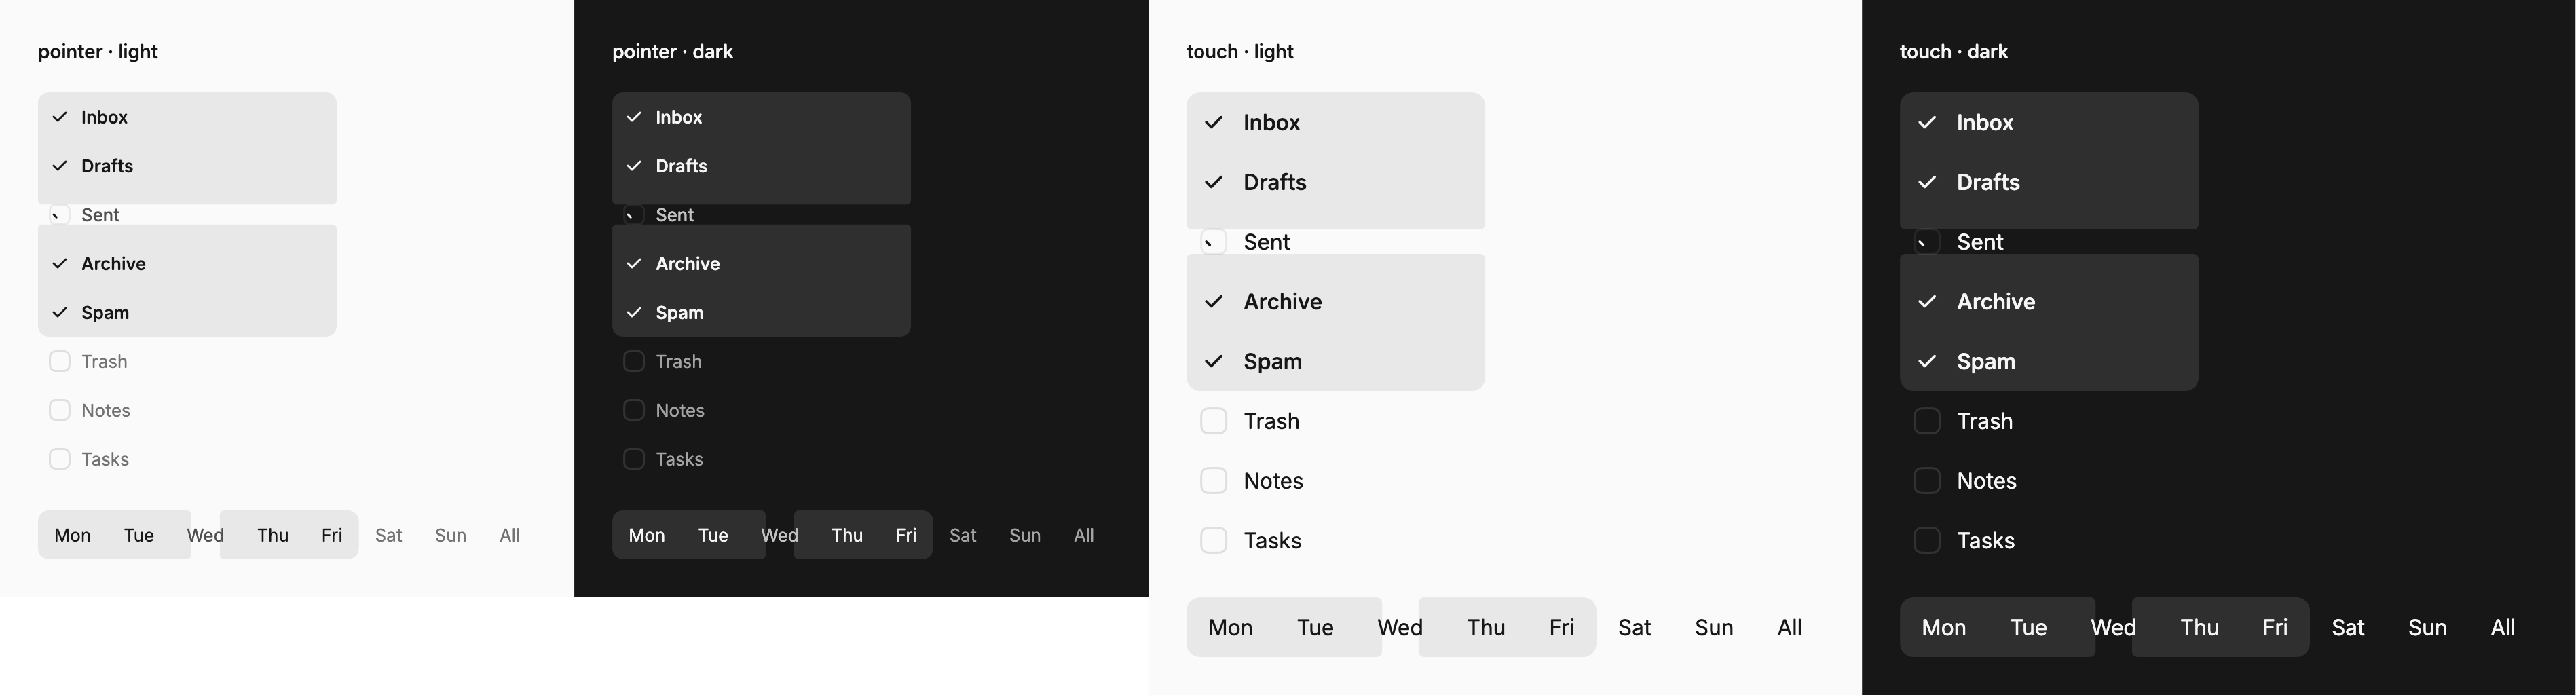 pointer · light
Inbox
Drafts
Sent
Archive
Spam
Trash
Notes
Tasks
Mon Tue Wed Thu Fri Sat Sun All
pointer · dark
Inbox
Drafts
Sent
Archive
Spam
Trash
Notes
Tasks
Mon Tue Wed Thu Fri Sat Sun All
touch · light
Inbox
Drafts
Sent
Archive
Spam
Trash
Notes
Tasks
Mon Tue Wed Thu Fri Sat Sun All
touch · dark
Inbox
Drafts
Sent
Archive
Spam
Trash
Notes
Tasks
Mon Tue Wed Thu Fri Sat Sun All